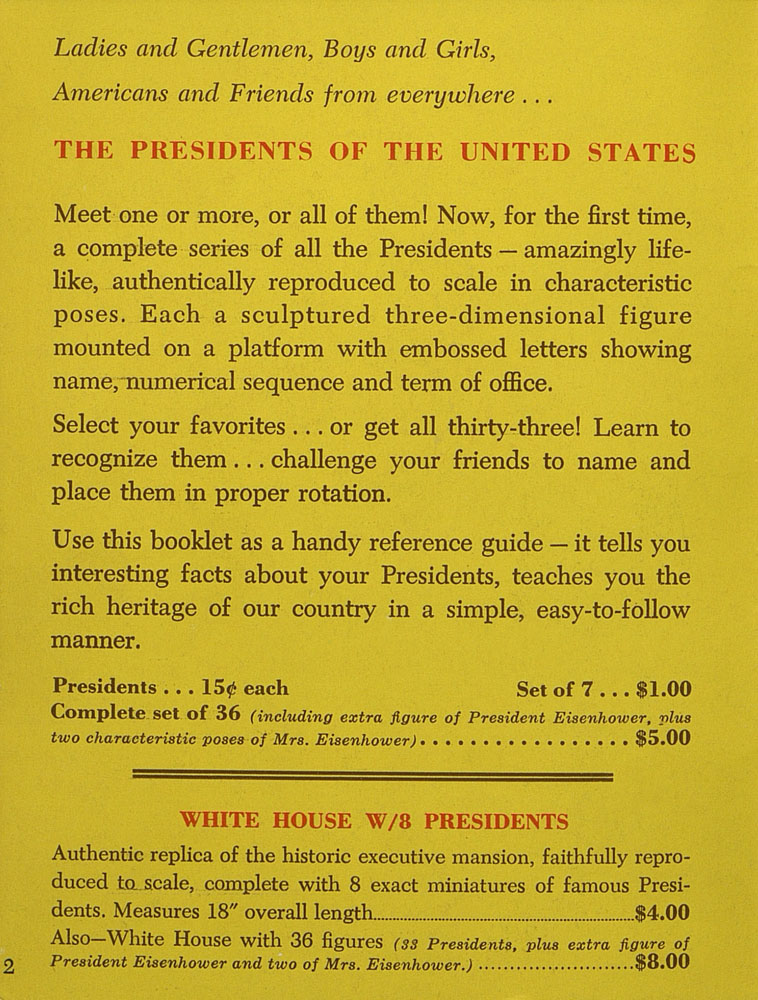 Ladies and Gentlemen, Boys and Girls,
Americans and Friends from everywhere . . .
THE PRESIDENTS OF THE UNITED STATES
Meet one or more, or all of them! Now, for the first time,
a complete series of all the Presidents — amazingly life-
like, authentically reproduced to scale in characteristic
poses. Each a sculptured three-dimensional figure
mounted on a platform with embossed letters showing
name, numerical sequence and term of office.
Select your favorites . . . or get all thirty-three! Learn to
recognize them . . . challenge your friends to name and
place them in proper rotation.
Use this booklet as a handy reference guide — it tells you
interesting facts about your Presidents, teaches you the
rich heritage of our country in a simple, easy-to-follow
manner.
Presidents . . . 15¢ each Set of 7 . . . $1.00
Complete set of 36 (including extra figure of President Eisenhower, plus
two characteristic poses of Mrs. Eisenhower) . . . . . . . . . . . . . . . . . $5.00
WHITE HOUSE W/8 PRESIDENTS
Authentic replica of the historic executive mansion, faithfully repro-
duced to scale, complete with 8 exact miniatures of famous Presi-
dents. Measures 18″ overall length..................................................$4.00
Also—White House with 36 figures (33 Presidents, plus extra figure of
President Eisenhower and two of Mrs. Eisenhower.) ..........................$8.00
2